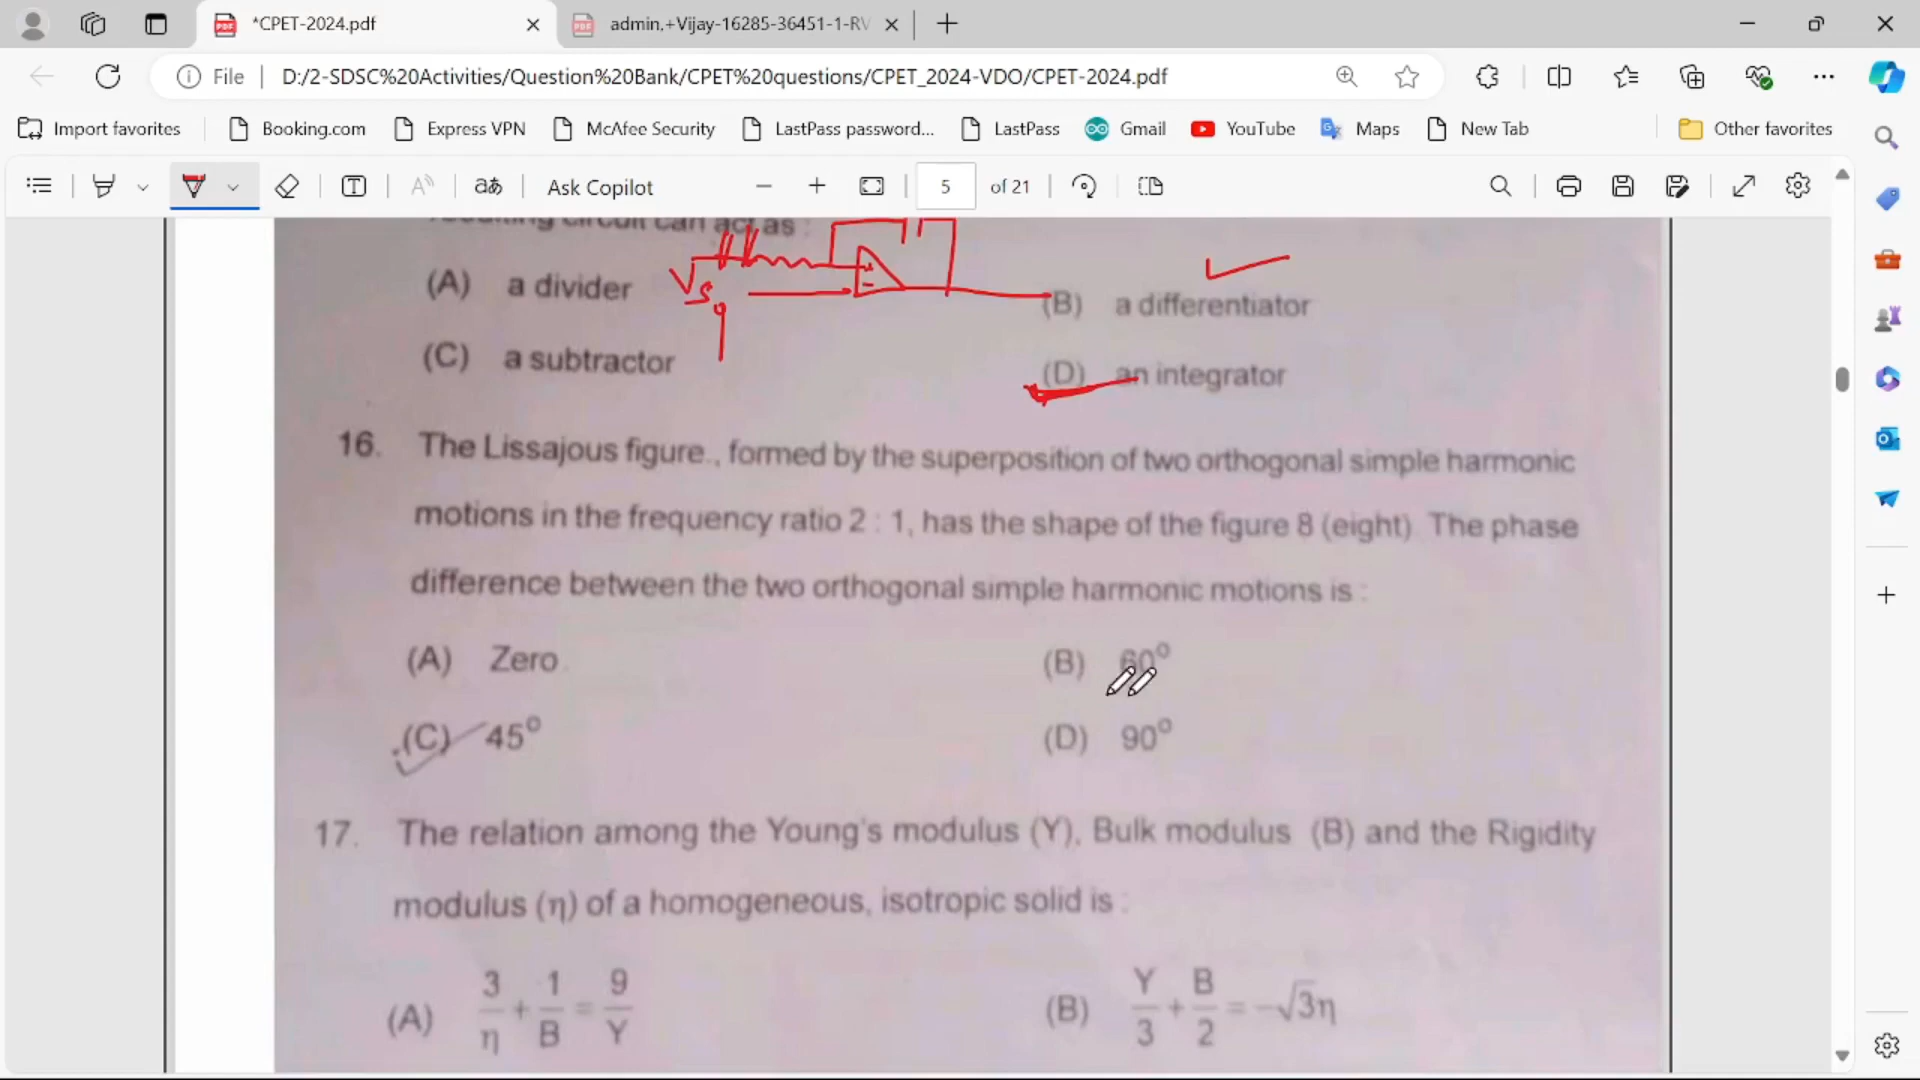 *CPET-2024.pdf
admin,+Vijay-16285-36451-1-RV
File
D:/2-SDSC%20Activities/Question%20Bank/CPET%20questions/CPET_2024-VDO/CPET-2024.pdf
Import favorites
Booking.com
Express VPN
McAfee Security
LastPass password...
LastPass
Gmail
YouTube
Maps
New Tab
Other favorites
Ask Copilot
5 of 21
circuit can act as :
(A) a divider
(B) a differentiator
(C) a subtractor
(D) an integrator
16. The Lissajous figure., formed by the superposition of two orthogonal simple harmonic
motions in the frequency ratio 2 : 1, has the shape of the figure 8 (eight). The phase
difference between the two orthogonal simple harmonic motions is :
(A) Zero
(B) 60°
(C) 45°
(D) 90°
17. The relation among the Young's modulus (Y), Bulk modulus (B) and the Rigidity
modulus (η) of a homogeneous, isotropic solid is :
(A) 3/η + 1/B = 9/Y
(B) Y/3 + B/2 = -√3η